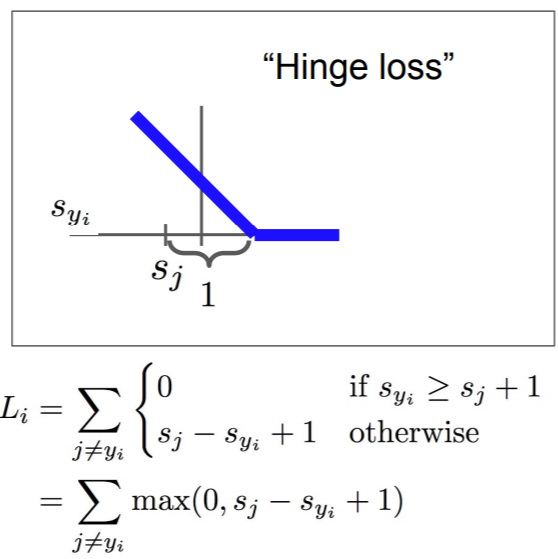 “Hinge loss”
s_{y_i}
s_j
1
L_i = \sum_{j \neq y_i} \begin{cases} 0 & \text{if } s_{y_i} \geq s_j + 1 \\ s_j - s_{y_i} + 1 & \text{otherwise} \end{cases}
= \sum_{j \neq y_i} \max(0, s_j - s_{y_i} + 1)